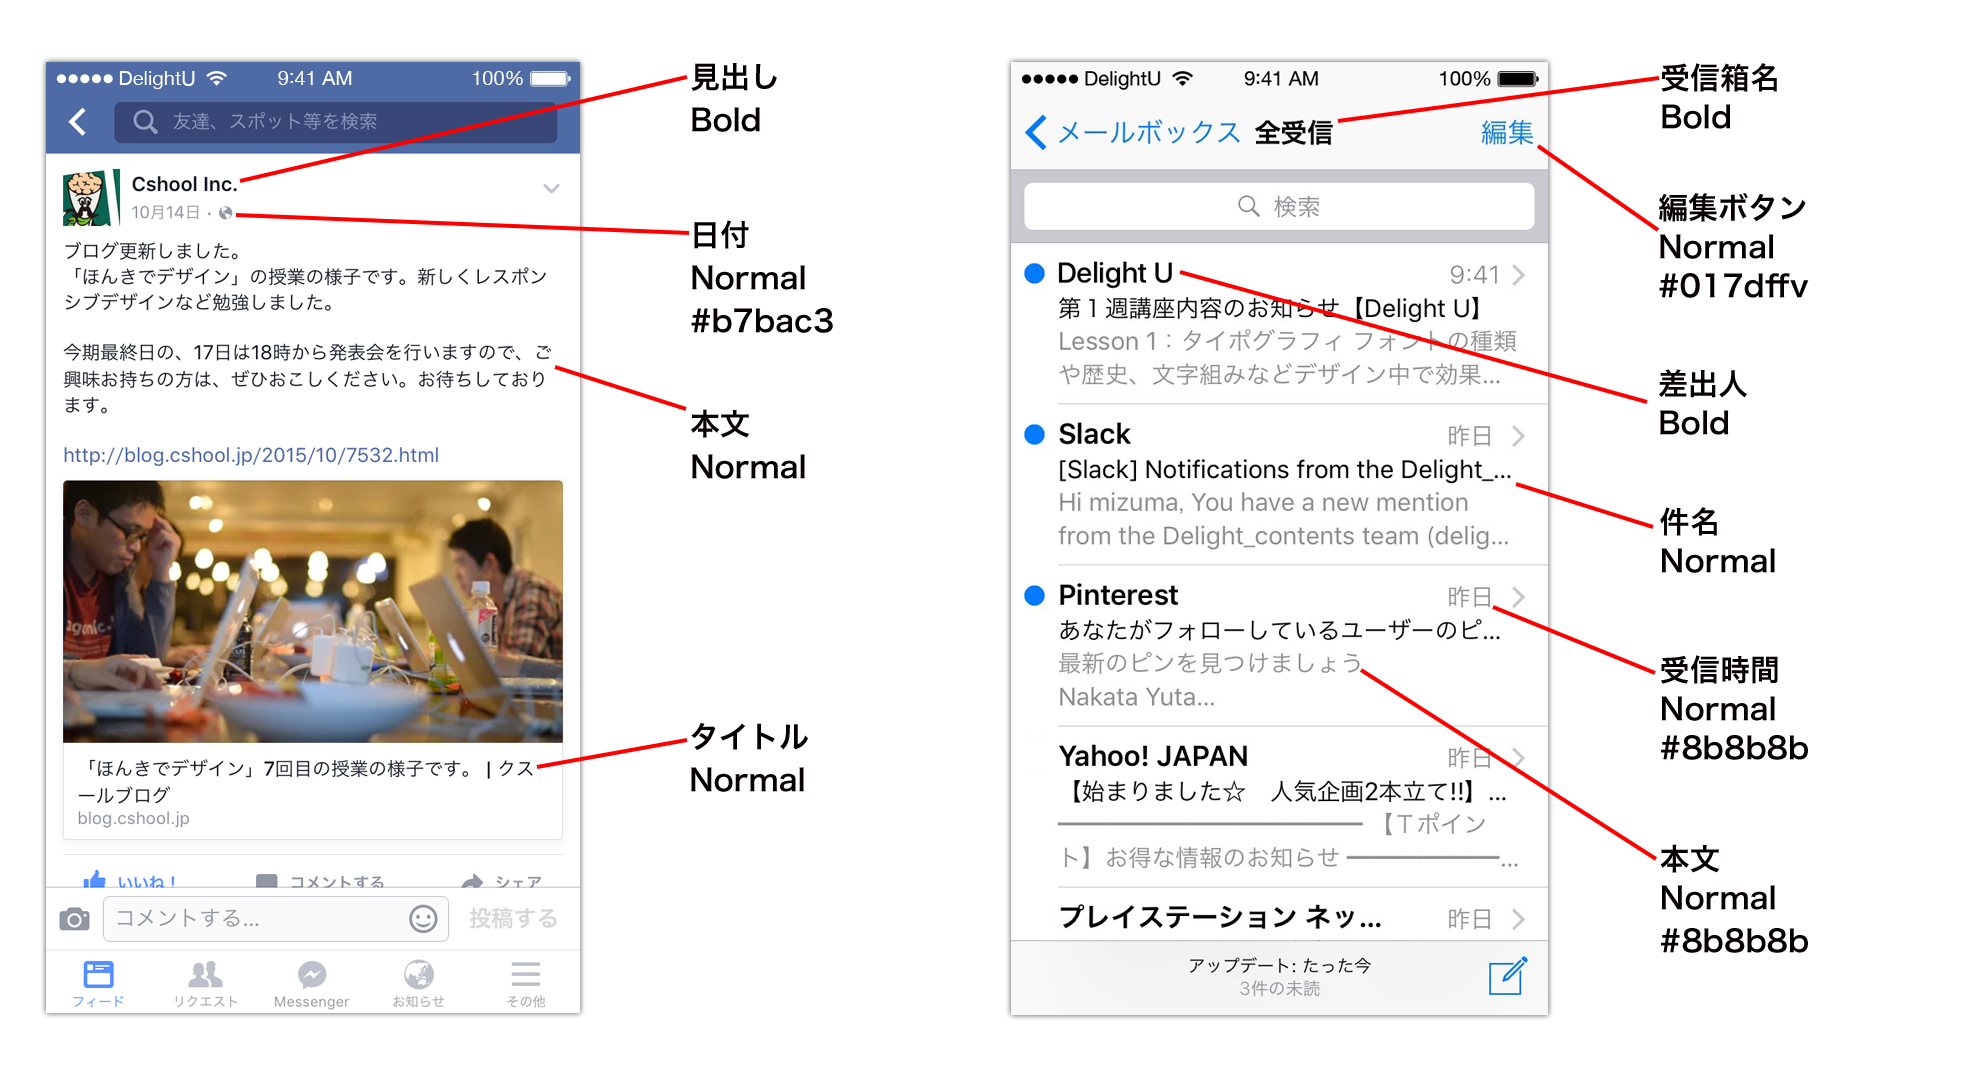 DelightU
9:41 AM
100%
友達、スポット等を検索
Cshool Inc.
10月14日 ·
ブログ更新しました。
「ほんきでデザイン」の授業の様子です。新しくレスポン
シブデザインなど勉強しました。
今期最終日の、17日は18時から発表会を行いますので、ご
興味お持ちの方は、ぜひおこしください。お待ちしており
ます。
http://blog.cshool.jp/2015/10/7532.html
「ほんきでデザイン」7回目の授業の様子です。 | クス
ールブログ
blog.cshool.jp
いいね！
コメントする
シェア
コメントする...
投稿する
フィード
リクエスト
Messenger
お知らせ
その他
見出し
Bold
日付
Normal
#b7bac3
本文
Normal
タイトル
Normal
DelightU
9:41 AM
100%
メールボックス
全受信
編集
検索
Delight U
9:41
第１週講座内容のお知らせ【Delight U】
Lesson 1：タイポグラフィ フォントの種類
や歴史、文字組みなどデザイン中で効果...
Slack
昨日
[Slack] Notifications from the Delight_...
Hi mizuma, You have a new mention
from the Delight_contents team (delig...
Pinterest
昨日
あなたがフォローしているユーザーのピ...
最新のピンを見つけましょう
Nakata Yuta...
Yahoo! JAPAN
昨日
【始まりました☆　人気企画2本立て!!】...
━━━━━━━━━━━━━ 【Ｔポイン
ト】お得な情報のお知らせ ━━━━━━━...
プレイステーション ネッ...
昨日
アップデート: たった今
3件の未読
受信箱名
Bold
編集ボタン
Normal
#017dffv
差出人
Bold
件名
Normal
受信時間
Normal
#8b8b8b
本文
Normal
#8b8b8b